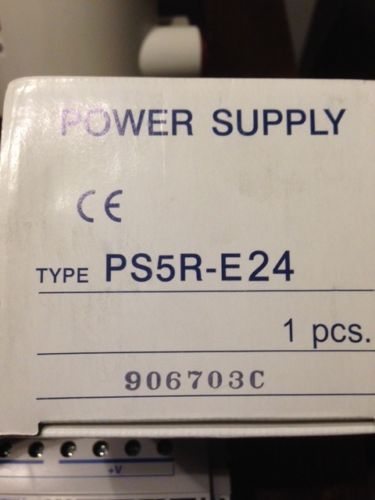 POWER SUPPLY
CE
TYPE PS5R-E24
1 pcs.
906703C
+V